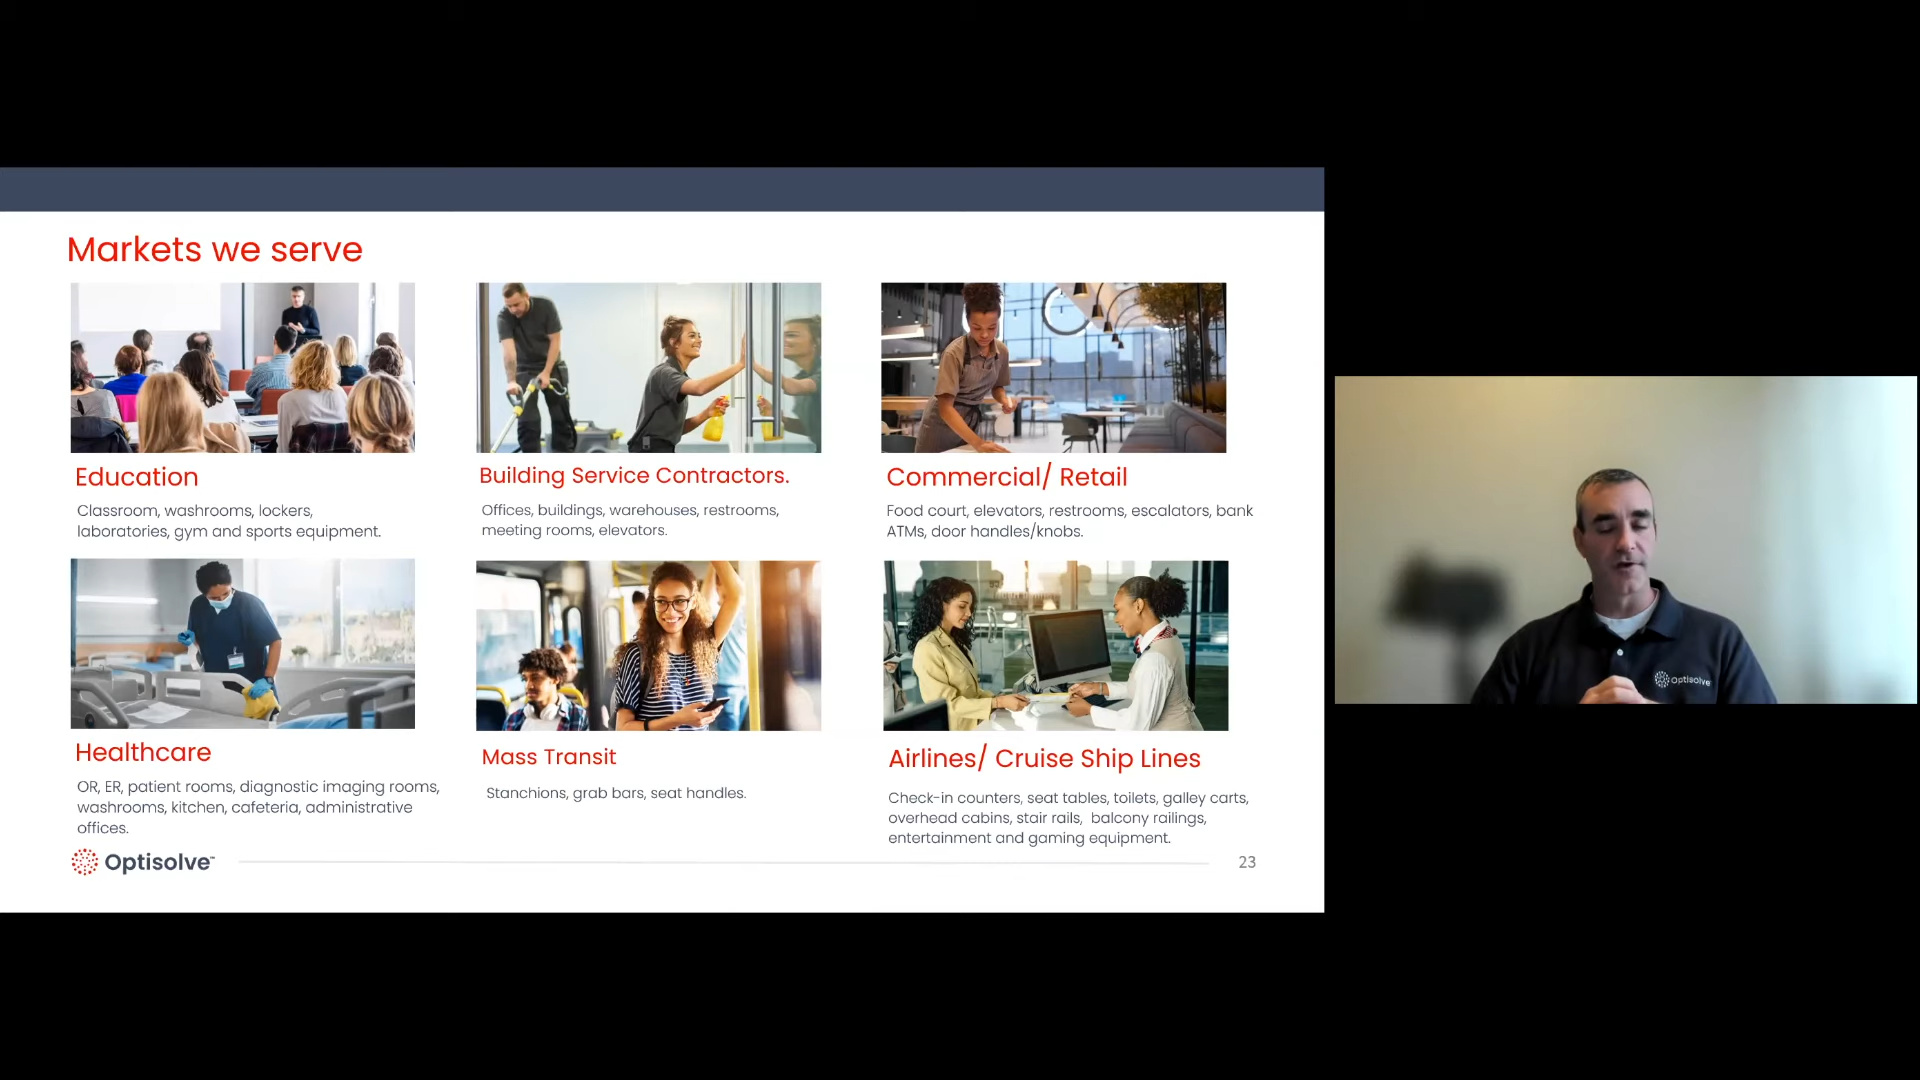 Markets we serve
Education
Classroom, washrooms, lockers,
laboratories, gym and sports equipment.
Building Service Contractors.
Offices, buildings, warehouses, restrooms,
meeting rooms, elevators.
Commercial/ Retail
Food court, elevators, restrooms, escalators, bank
ATMs, door handles/knobs.
Healthcare
OR, ER, patient rooms, diagnostic imaging rooms,
washrooms, kitchen, cafeteria, administrative
offices.
Mass Transit
Stanchions, grab bars, seat handles.
Airlines/ Cruise Ship Lines
Check-in counters, seat tables, toilets, galley carts,
overhead cabins, stair rails, balcony railings,
entertainment and gaming equipment.
Optisolve™
23
Optisolve